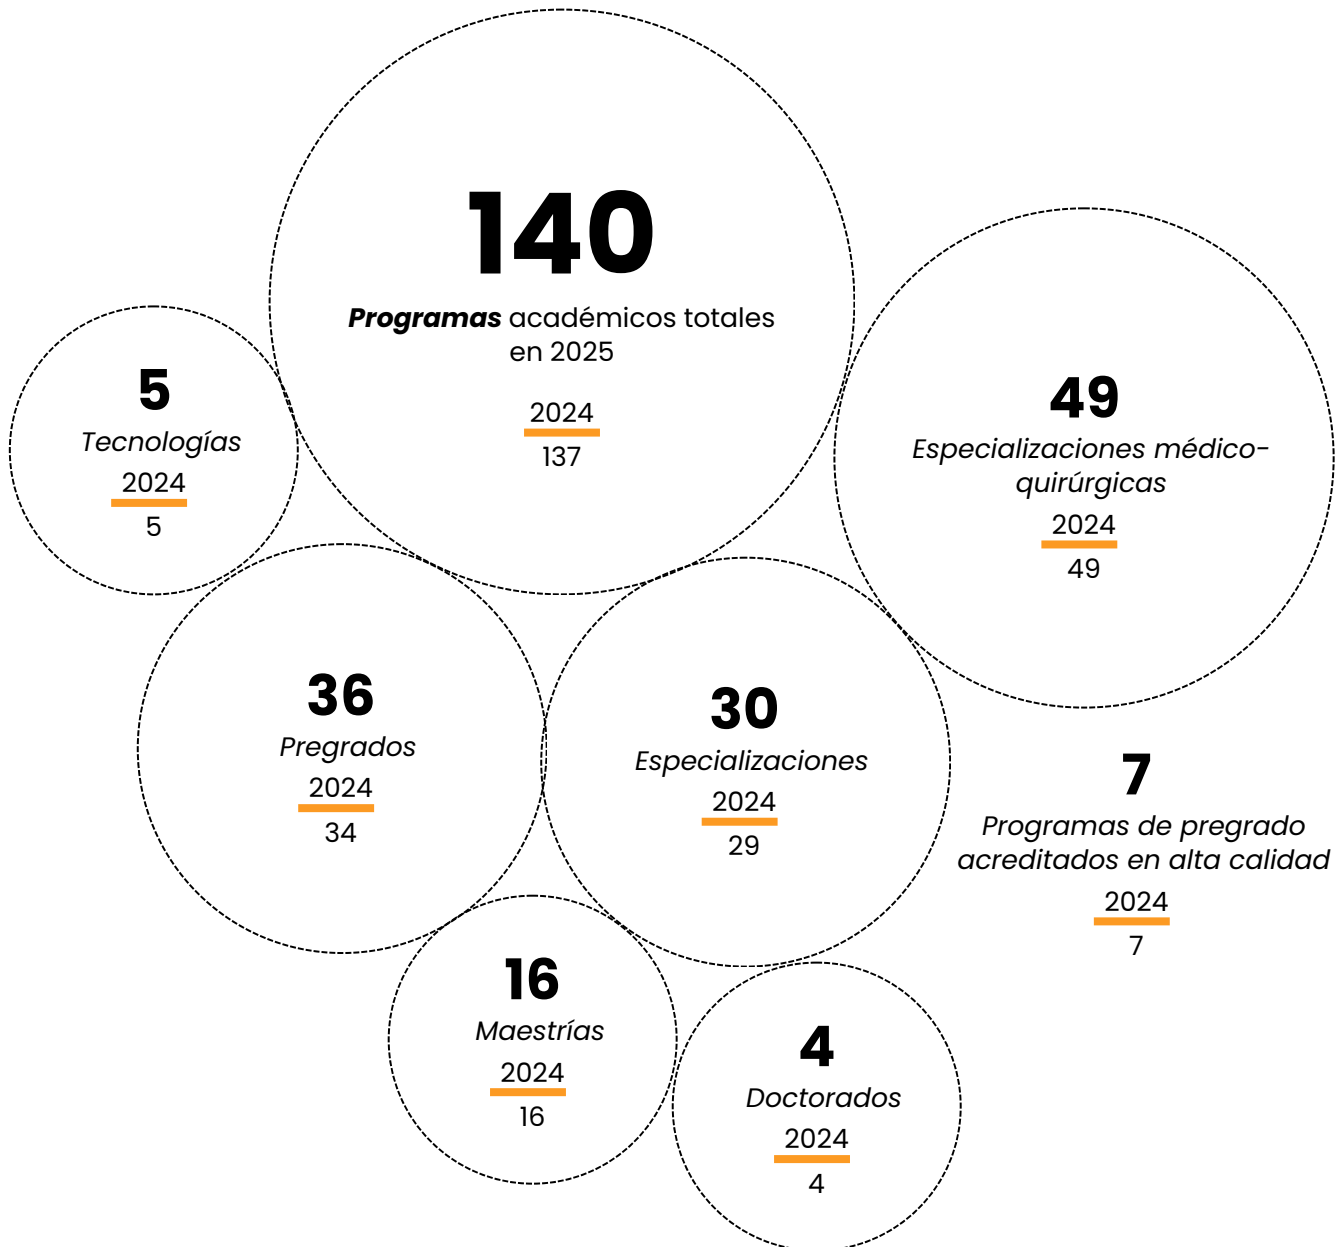 140
Programas académicos totales
en 2025
2024
137
5
Tecnologías
2024
5
49
Especializaciones médico-
quirúrgicas
2024
49
36
Pregrados
2024
34
30
Especializaciones
2024
29
7
Programas de pregrado
acreditados en alta calidad
2024
7
16
Maestrías
2024
16
4
Doctorados
2024
4